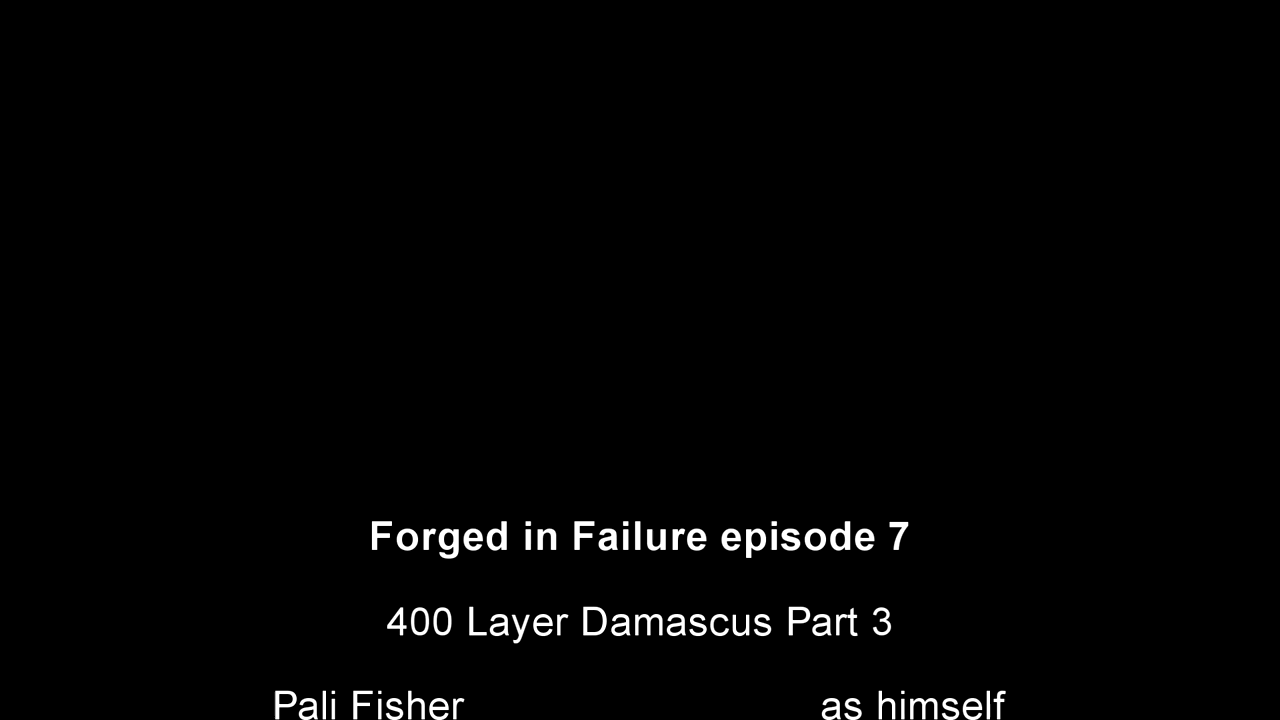 Forged in Failure episode 7
400 Layer Damascus Part 3
Pali Fisher as himself